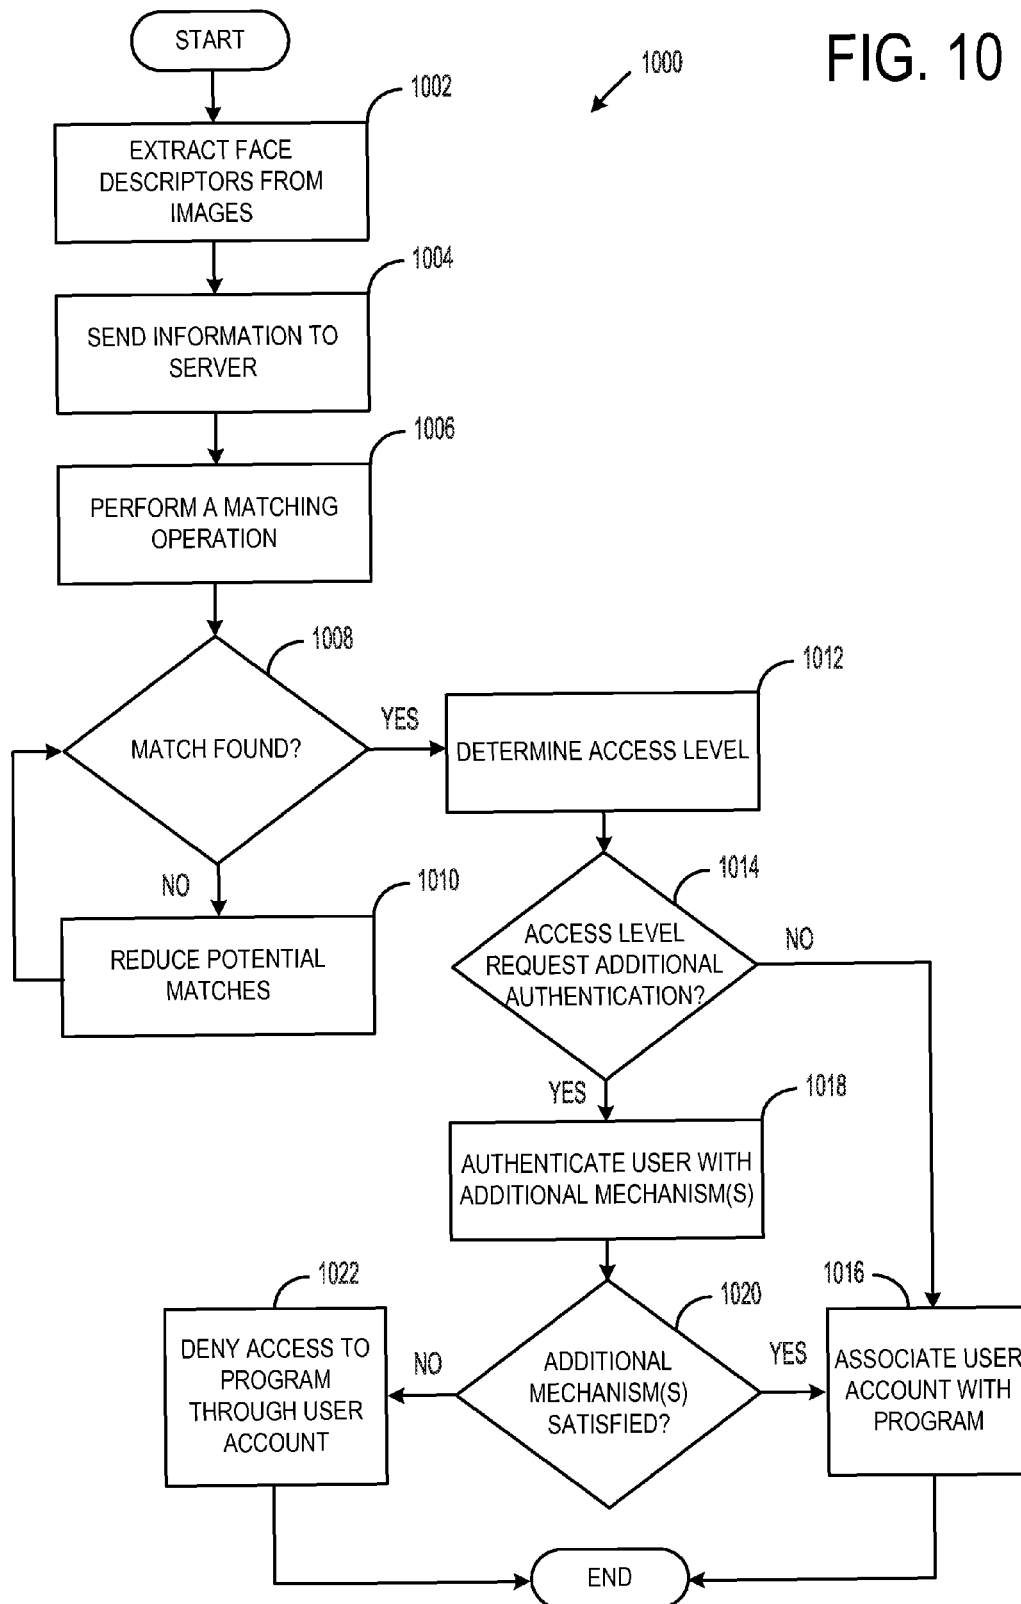 START
FIG. 10
1000
1002
EXTRACT FACE
DESCRIPTORS FROM
IMAGES
1004
SEND INFORMATION TO
SERVER
1006
PERFORM A MATCHING
OPERATION
1008
MATCH FOUND?
YES
1012
DETERMINE ACCESS LEVEL
NO
1010
REDUCE POTENTIAL
MATCHES
1014
ACCESS LEVEL
REQUEST ADDITIONAL
AUTHENTICATION?
NO
YES
1018
AUTHENTICATE USER WITH
ADDITIONAL MECHANISM(S)
1022
DENY ACCESS TO
PROGRAM
THROUGH USER
ACCOUNT
NO
1020
ADDITIONAL
MECHANISM(S)
SATISFIED?
YES
1016
ASSOCIATE USER
ACCOUNT WITH
PROGRAM
END